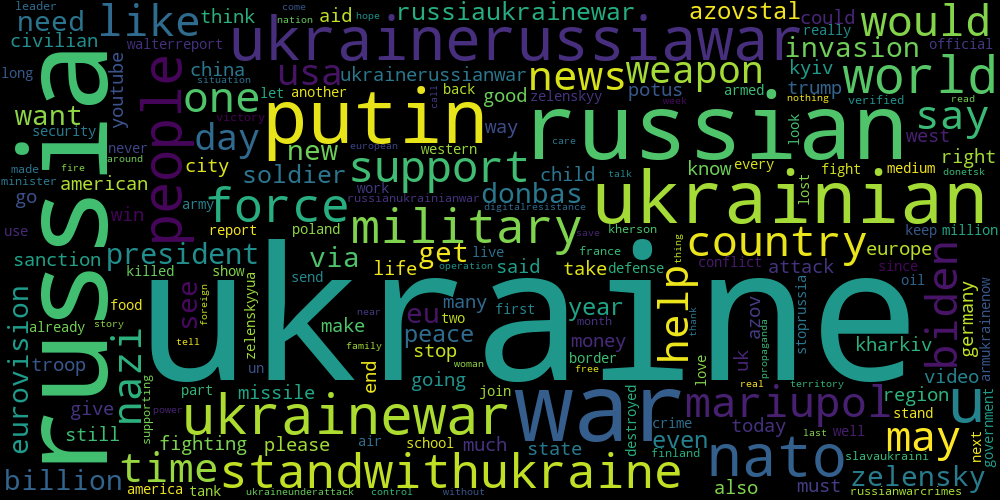 need
like
think
aid
russiaukrainewar
azovstal
could
would
leader
come
nation
hope
civilian
walterreport
ukrainerussiawar
really
official
invasion
long
youtube
china
situation
usa
ukrainerussianwar
news
weapon
kyiv
world
want
security
people
one
let
another
back
call
good
zelenskyy
potus
armed
trump
verified
nothing
read
never
around
day
new
putin
way
western
russian
look
say
week
west
made
fire
minister
american
city
victory
european
support
care
know
every
fight
medium
right
donetsk
russia
soldier
child
talk
lost
go
win
army
force
work
russianukrainianwar
donbas
digitalresistance
ukrainian
keep
million
use
report
poland
military
kherson
save
country
europe
since
sanction
president
via
get
live
france
thing
conflict
attack
oil
killed
show
see
life
said
take
defense
help
biden
germany
armukrainenow
food
send
operation
ukraine
eurovision
already
story
nazi
tell
foreign
zelenskyyua
make
many
eu
two
first
year
month
thank
uk
azov
stoprussia
propaganda
near
peace
money
kharkiv
troop
un
family
stop
woman
border
free
love
real
territory
video
government
give
supporting
part
missile
end
going
join
war
destroyed
mariupol
region
stand
u
still
power
ukrainewar
fighting
please
air
school
much
state
crime
finland
even
today
last
well
may
next
slavaukraini
billion
time
america
tank
standwithukraine
ukraineunderattack
control
without
nato
also
must
zelensky
russianwarcrimes